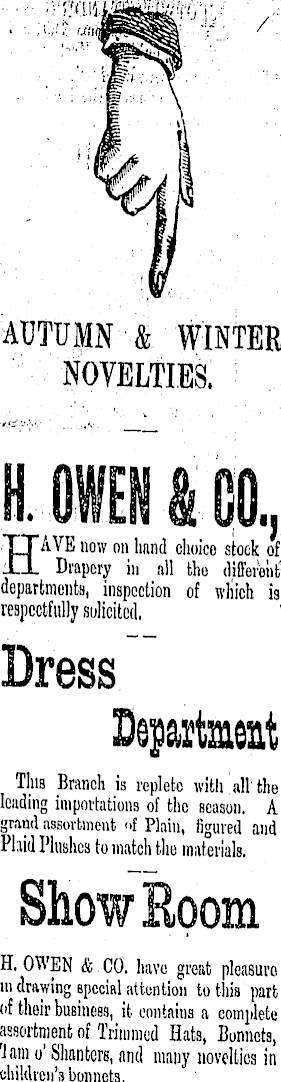 AUTUMN & WINTER
NOVELTIES.
H. OWEN & CO.,
HAVE now on hand choice stock of
Drapery in all the different
departments, inspection of which is
respectfully solicited.
Dress
Department
This Branch is replete with all the
leading importations of the season. A
grand assortment of Plain, figured and
Plaid Plushes to match the materials.
Show Room
H. OWEN & CO. have great pleasure
in drawing special attention to this part
of their business, it contains a complete
assortment of Trimmed Hats, Bonnets,
Tam o' Shanters, and many novelties in
children's bonnets.